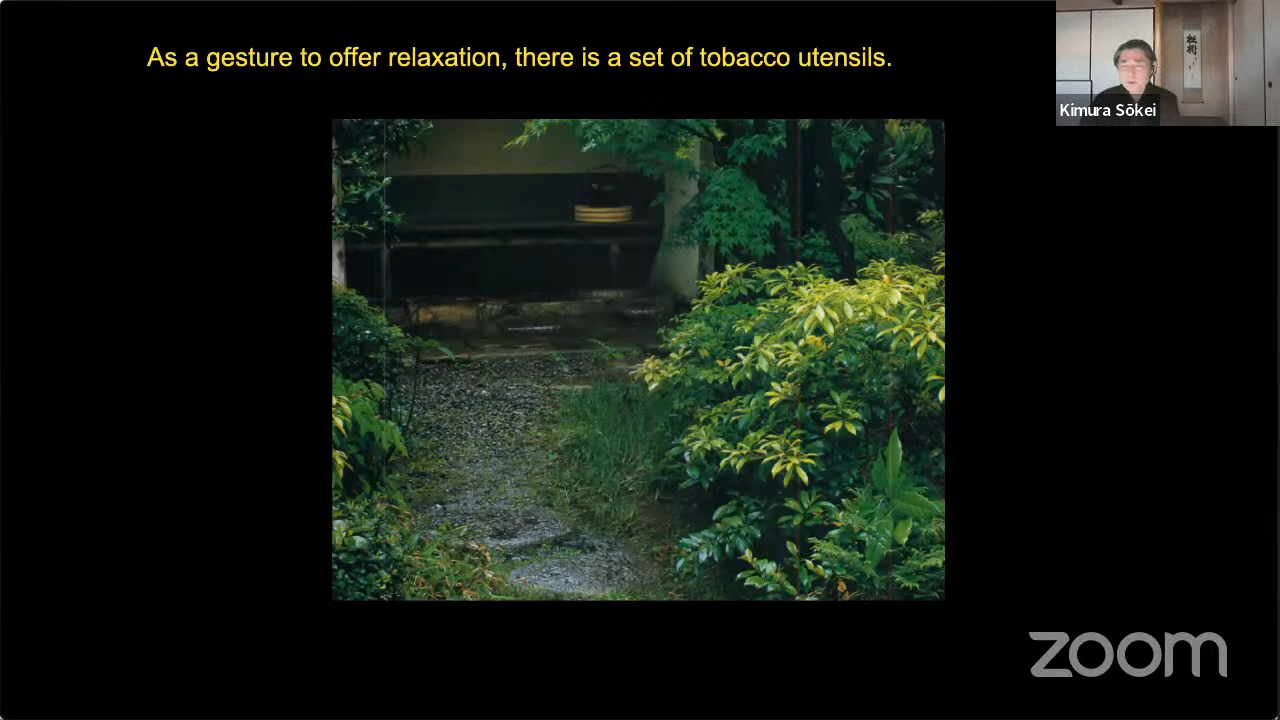 As a gesture to offer relaxation, there is a set of tobacco utensils.
Kimura Sōkei
zoom